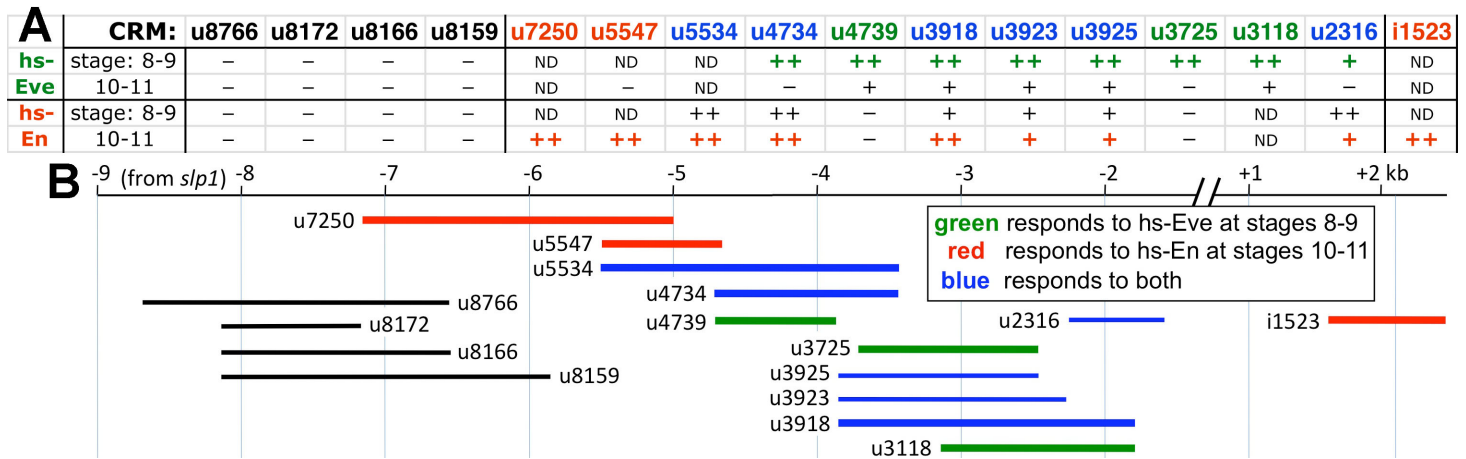 A CRM: u8766 u8172 u8166 u8159 u7250 u5547 u5534 u4734 u4739 u3918 u3923 u3925 u3725 u3118 u2316 i1523
hs- stage: 8-9 – – – – ND ND ND ++ ++ ++ ++ ++ ++ ++ + ND
Eve 10-11 – – – – ND – ND – + + + + – + – ND
hs- stage: 8-9 – – – – ND ND ++ ++ – + + + – ND ++ ND
En 10-11 – – – – ++ ++ ++ ++ – ++ + + – ND + ++
B -9 (from slp1) -8 -7 -6 -5 -4 -3 -2 +1 +2 kb
u7250
green responds to hs-Eve at stages 8-9
u5547
red responds to hs-En at stages 10-11
u5534
blue responds to both
u4734
u8766
u8172
u4739
u2316
i1523
u3725
u8166
u3925
u8159
u3923
u3918
u3118